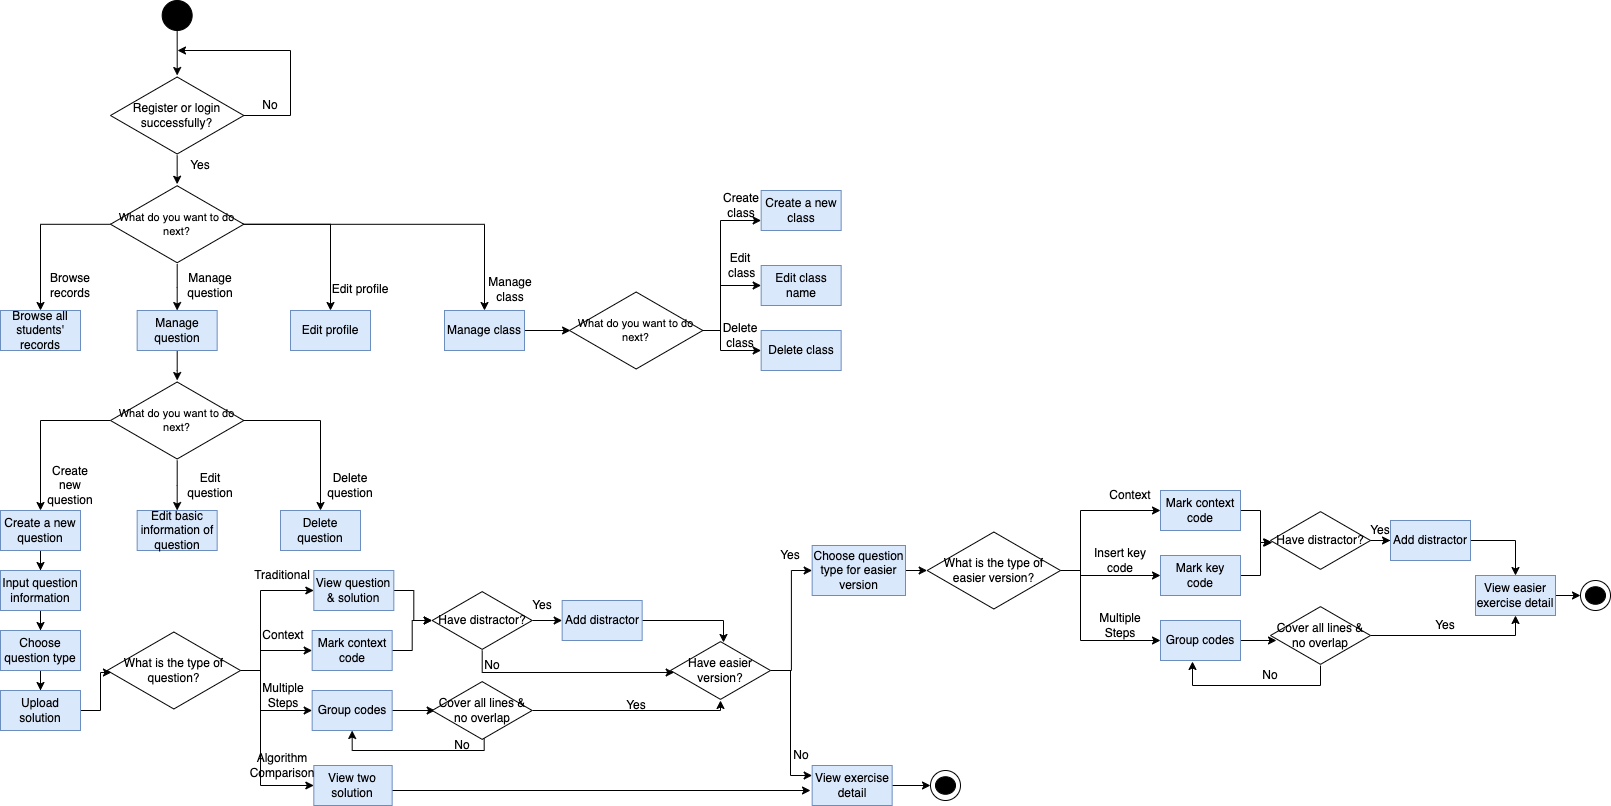 Register or login
successfully?
No
Yes
What do you want to do
next?
Browse
records
Manage
question
Edit profile
Manage
class
Browse all
students'
records
Manage
question
Edit profile
Manage class
What do you want to do
next?
Create
class
Create a new
class
Edit
class
Edit class
name
Delete
class
Delete class
What do you want to do
next?
Create
new
question
Edit
question
Delete
question
Create a new
question
Edit basic
information of
question
Delete
question
Input question
information
Choose
question type
Upload
solution
What is the type of
question?
Traditional
View question
& solution
Context
Mark context
code
Multiple
Steps
Group codes
Algorithm
Comparison
View two
solution
Have distractor?
Yes
Add distractor
No
Cover all lines &
no overlap
Yes
No
Have easier
version?
Yes
No
View exercise
detail
Choose question
type for easier
version
What is the type of
easier version?
Context
Mark context
code
Insert key
code
Mark key
code
Multiple
Steps
Group codes
Have distractor?
Yes
Add distractor
Cover all lines &
no overlap
Yes
No
View easier
exercise detail